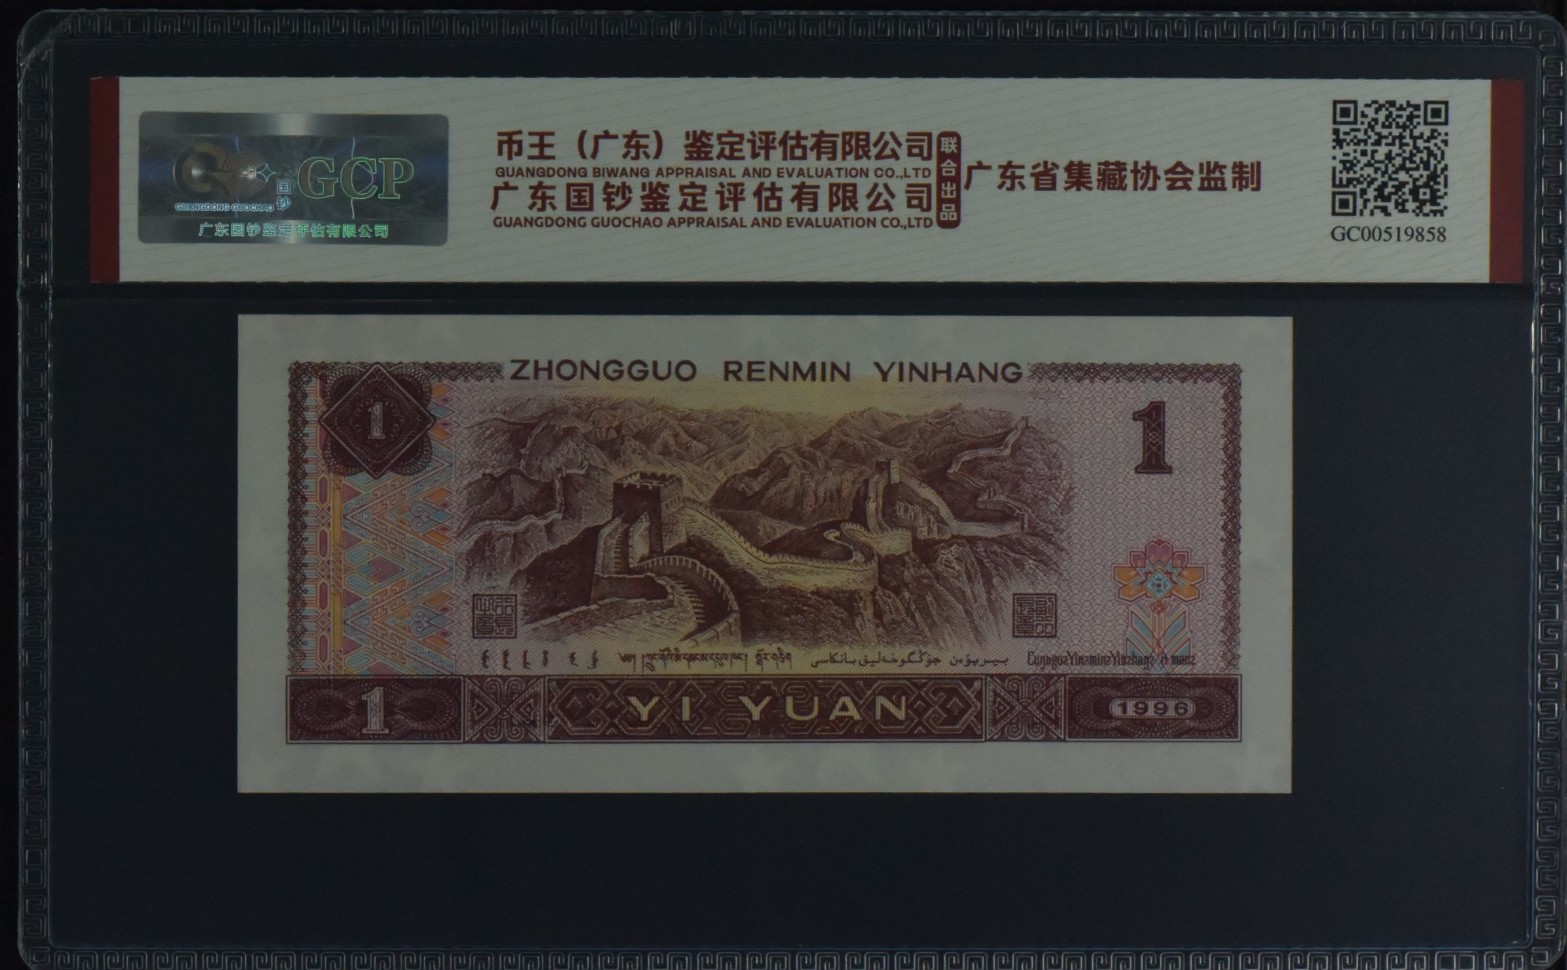 GCP
国
钞
GUANGDONG GUOCHAO
广东国钞鉴定评估有限公司
币王（广东）鉴定评估有限公司
GUANGDONG BIWANG APPRAISAL AND EVALUATION CO.,LTD
广东国钞鉴定评估有限公司
GUANGDONG GUOCHAO APPRAISAL AND EVALUATION CO.,LTD
联合出品
广东省集藏协会监制
GC00519858
ZHONGGUO RENMIN YINHANG
1
1
YI YUAN
1
1996